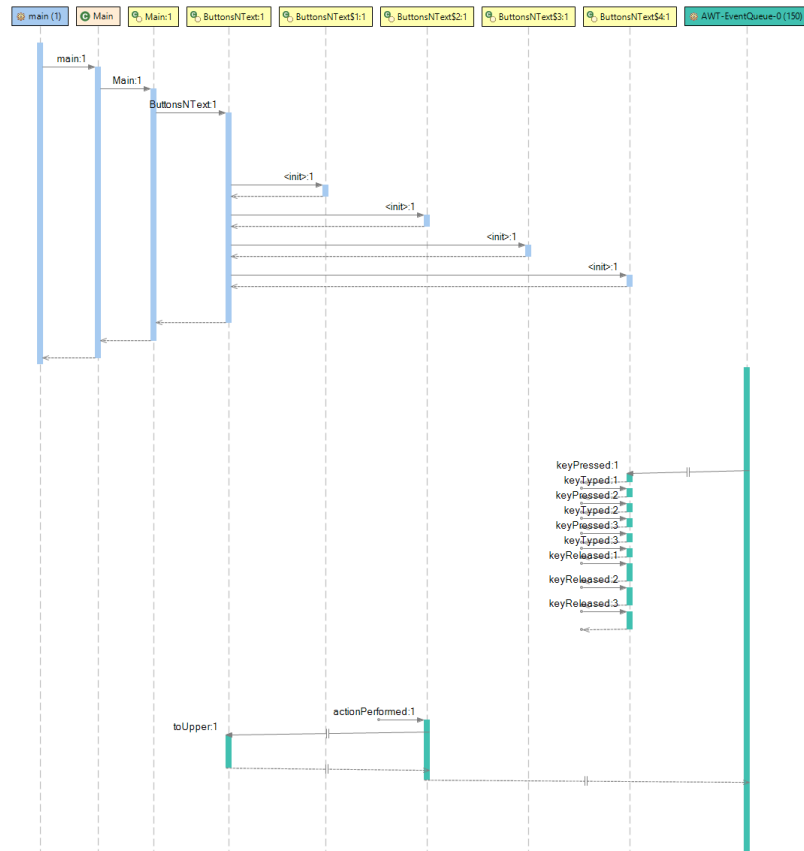 main (1)
Main
Main:1
ButtonsNText:1
ButtonsNText$1:1
ButtonsNText$2:1
ButtonsNText$3:1
ButtonsNText$4:1
AWT-EventQueue-0 (150)
main:1
Main:1
ButtonsNText:1
<init>:1
<init>:1
<init>:1
<init>:1
keyPressed:1
keyTyped:1
keyPressed:2
keyTyped:2
keyPressed:3
keyTyped:3
keyReleased:1
keyReleased:2
keyReleased:3
actionPerformed:1
toUpper:1